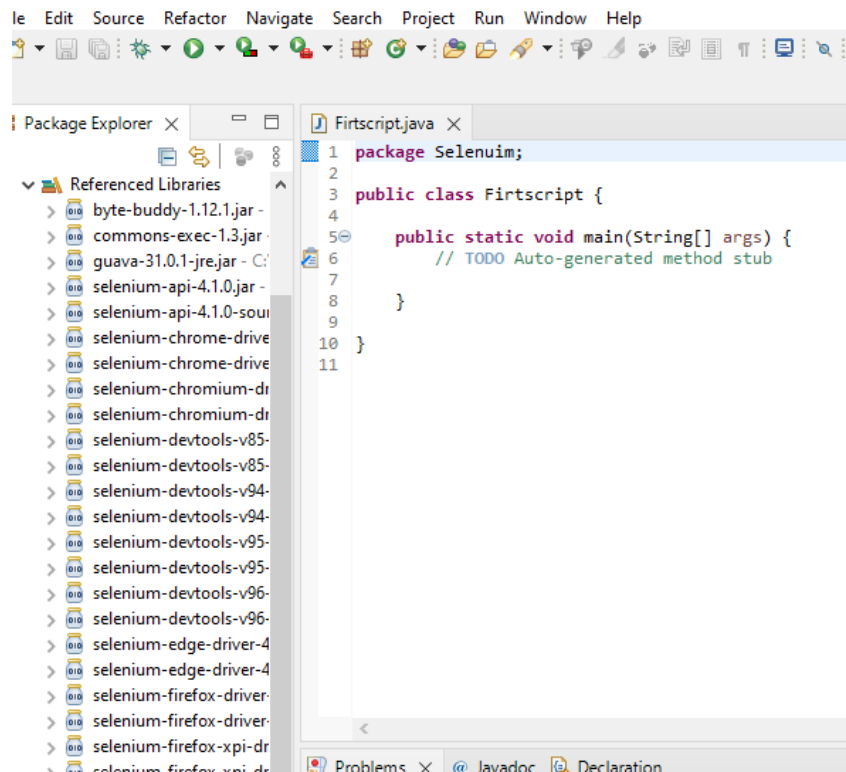 le Edit Source Refactor Navigate Search Project Run Window Help
Package Explorer
Firtscript.java
Referenced Libraries
byte-buddy-1.12.1.jar -
commons-exec-1.3.jar -
guava-31.0.1-jre.jar - C:
selenium-api-4.1.0.jar -
selenium-api-4.1.0-sour
selenium-chrome-drive
selenium-chrome-drive
selenium-chromium-dr
selenium-chromium-dr
selenium-devtools-v85-
selenium-devtools-v85-
selenium-devtools-v94-
selenium-devtools-v94-
selenium-devtools-v95-
selenium-devtools-v95-
selenium-devtools-v96-
selenium-devtools-v96-
selenium-edge-driver-4
selenium-edge-driver-4
selenium-firefox-driver-
selenium-firefox-driver-
selenium-firefox-xpi-dr
selenium-firefox-xpi-dr
1 package Selenuim;
2
3 public class Firtscript {
4
5 public static void main(String[] args) {
6 // TODO Auto-generated method stub
7
8 }
9
10 }
11
Problems @ Javadoc Declaration